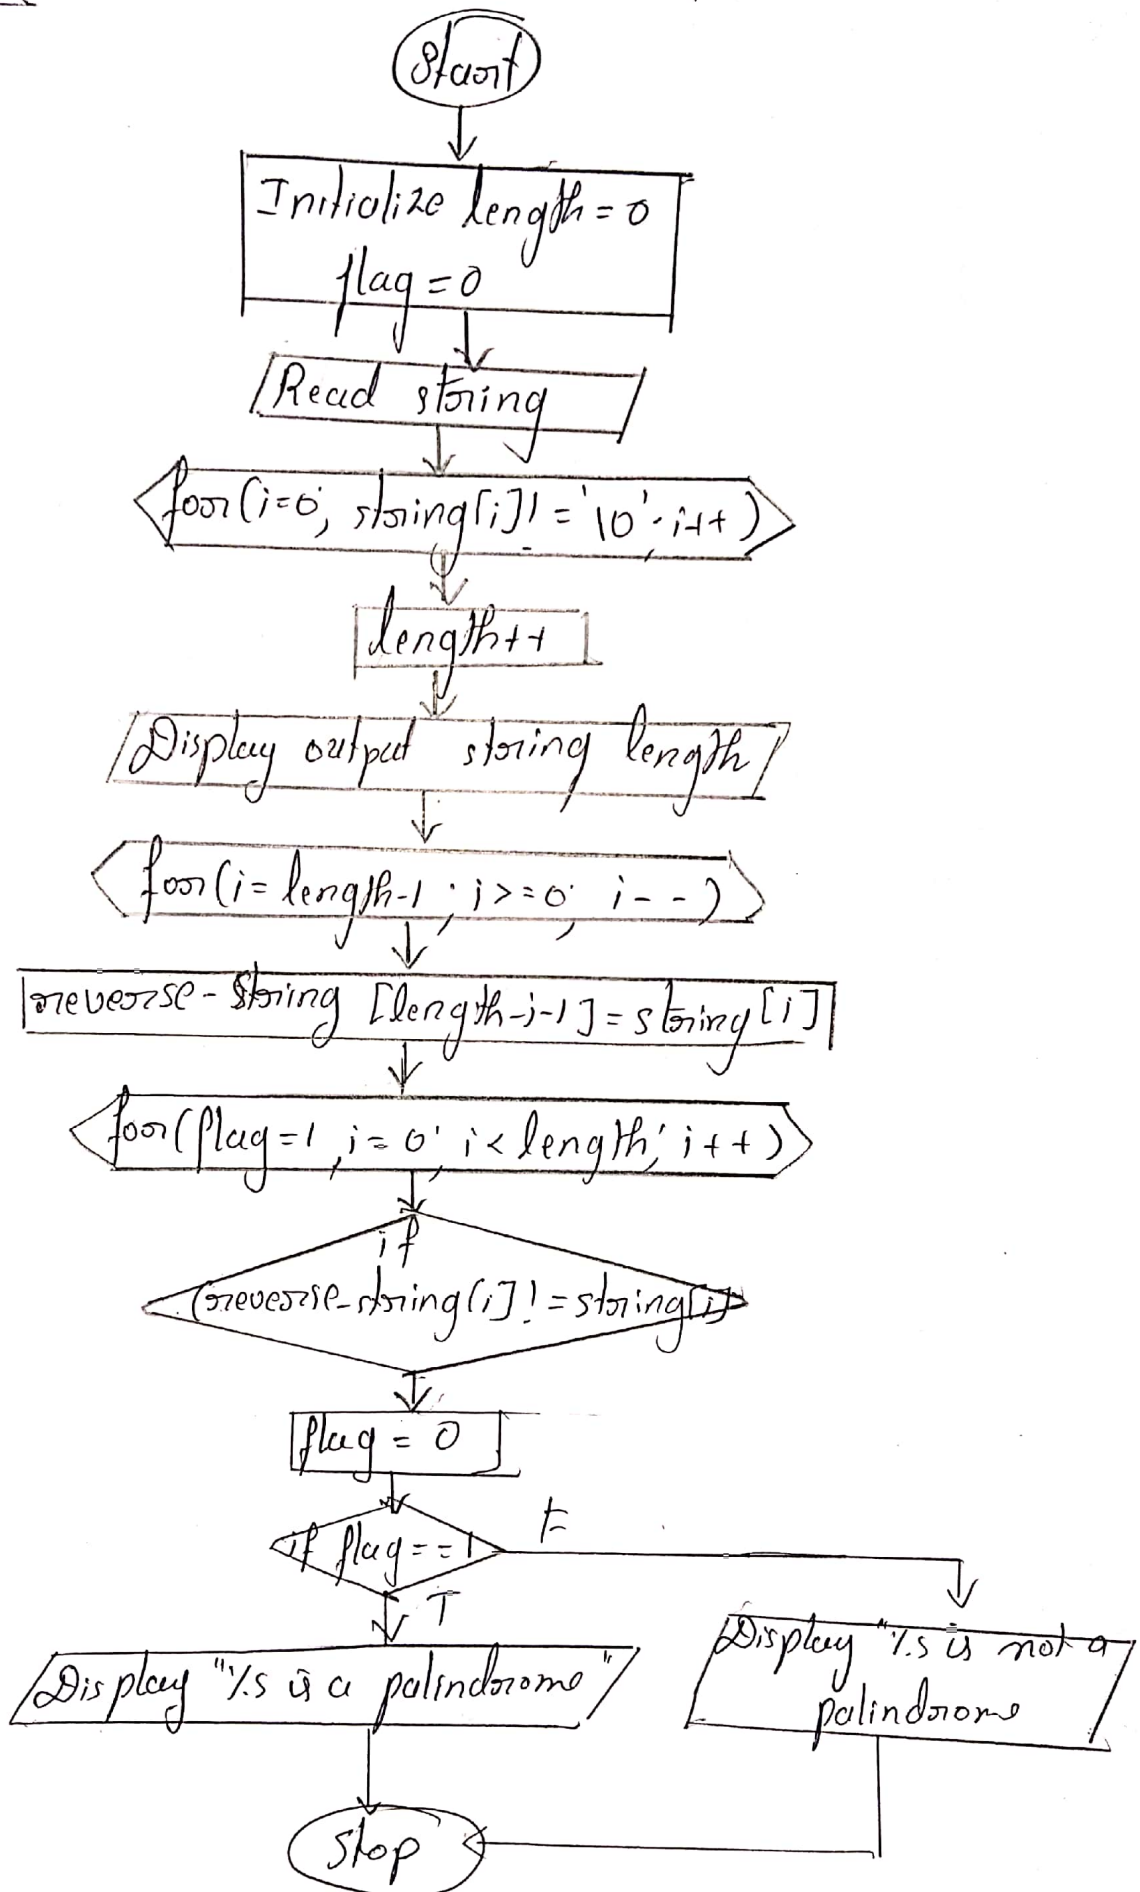 Start
Initialize length = 0
flag = 0
Read string
for(i=0; string[i]! = '\0'; i++)
length++
Display output string length
for(i= length-1 ; i>=0; i--)
reverse-string [length-i-1] = string[i]
for(flag=1, i=0; i< length; i++)
if
(reverse-string[i]! = string[i])
flag = 0
if flag==1
F
T
Display "%s is a palindrome"
Display "%s is not a
palindrome
stop